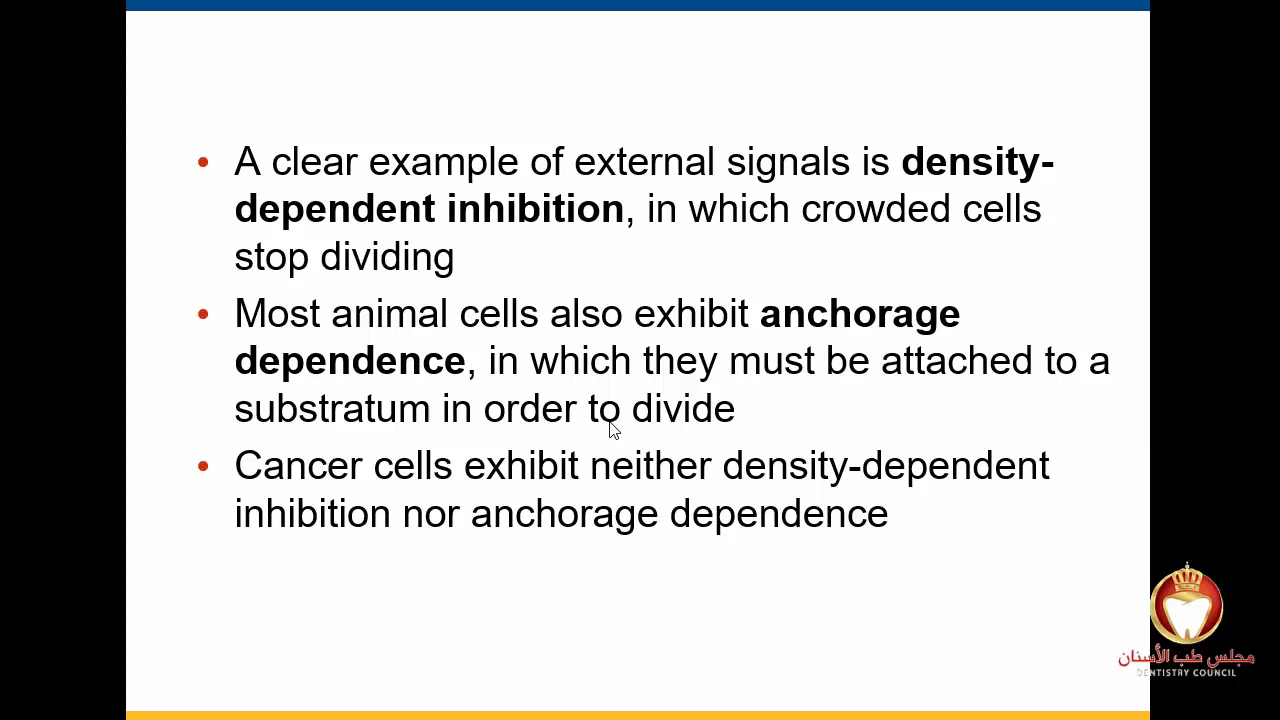 • A clear example of external signals is density-
dependent inhibition, in which crowded cells
stop dividing
• Most animal cells also exhibit anchorage
dependence, in which they must be attached to a
substratum in order to divide
• Cancer cells exhibit neither density-dependent
inhibition nor anchorage dependence
مجلس طب الأسنان
DENTISTRY COUNCIL